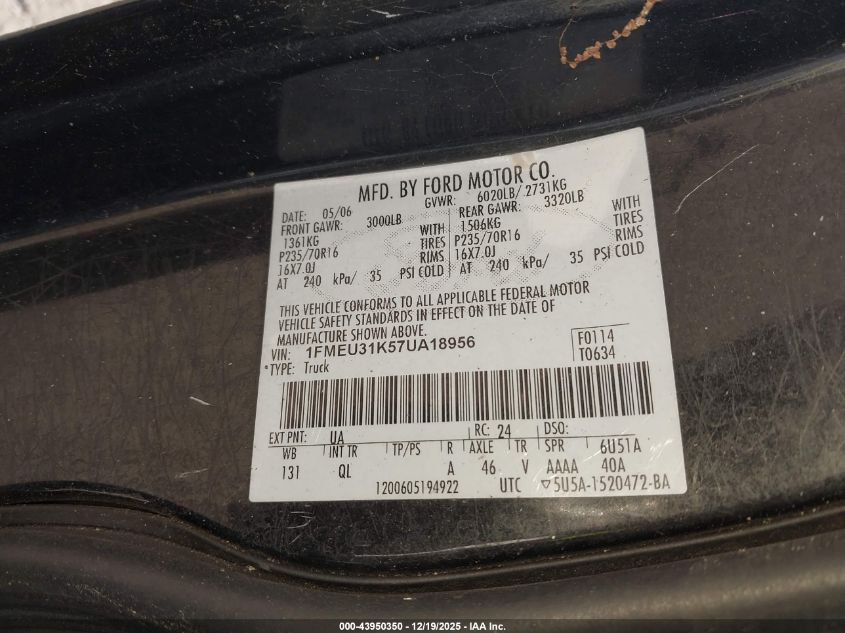 MFD. BY FORD MOTOR CO.
DATE: 05/06 GVWR: 6020LB/ 2731KG
FRONT GAWR: 3000LB REAR GAWR: 3320LB
1361KG WITH 1506KG WITH
P235/70R16 TIRES P235/70R16 TIRES
16X7.0J RIMS 16X7.0J RIMS
AT 240 kPa/ 35 PSI COLD AT 240 kPa/ 35 PSI COLD
THIS VEHICLE CONFORMS TO ALL APPLICABLE FEDERAL MOTOR
VEHICLE SAFETY STANDARDS IN EFFECT ON THE DATE OF
MANUFACTURE SHOWN ABOVE.
VIN: 1FMEU31K57UA18956 F0114
*TYPE: Truck T0634
EXT PNT: UA RC: 24 DSO:
WB INT TR TP/PS R AXLE TR SPR 6U51A
131 QL A 46 V AAAA 40A
1200605194922 UTC ▽5U5A-1520472-BA
000-43950350 - 12/19/2025 - IAA Inc.